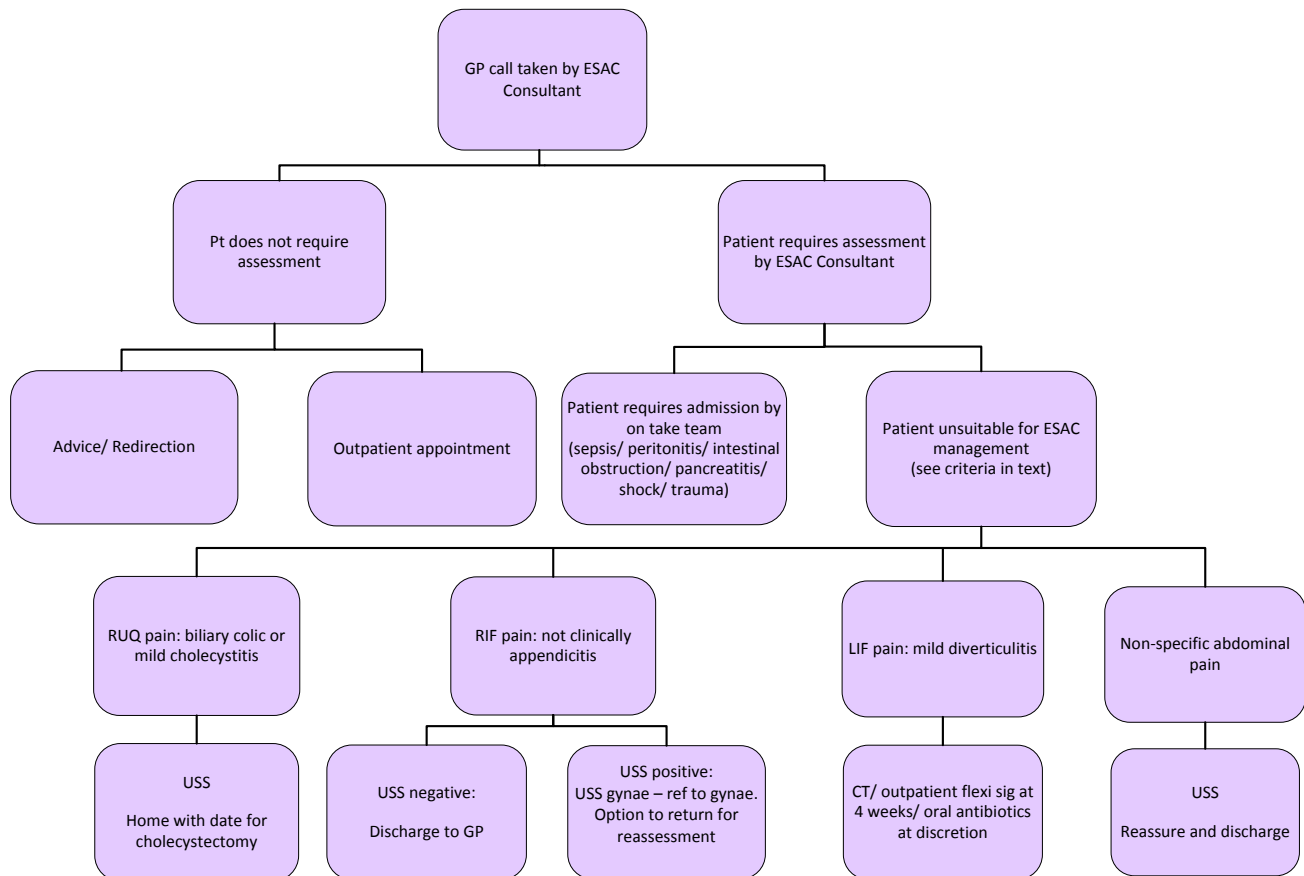 GP call taken by ESAC
Consultant
Pt does not require
assessment
Patient requires assessment
by ESAC Consultant
Advice/ Redirection
Outpatient appointment
Patient requires admission by
on take team
(sepsis/ peritonitis/ intestinal
obstruction/ pancreatitis/
shock/ trauma)
Patient unsuitable for ESAC
management
(see criteria in text)
RUQ pain: biliary colic or
mild cholecystitis
RIF pain: not clinically
appendicitis
LIF pain: mild diverticulitis
Non-specific abdominal
pain
USS
Home with date for
cholecystectomy
USS negative:
Discharge to GP
USS positive:
USS gynae – ref to gynae.
Option to return for
reassessment
CT/ outpatient flexi sig at
4 weeks/ oral antibiotics
at discretion
USS
Reassure and discharge